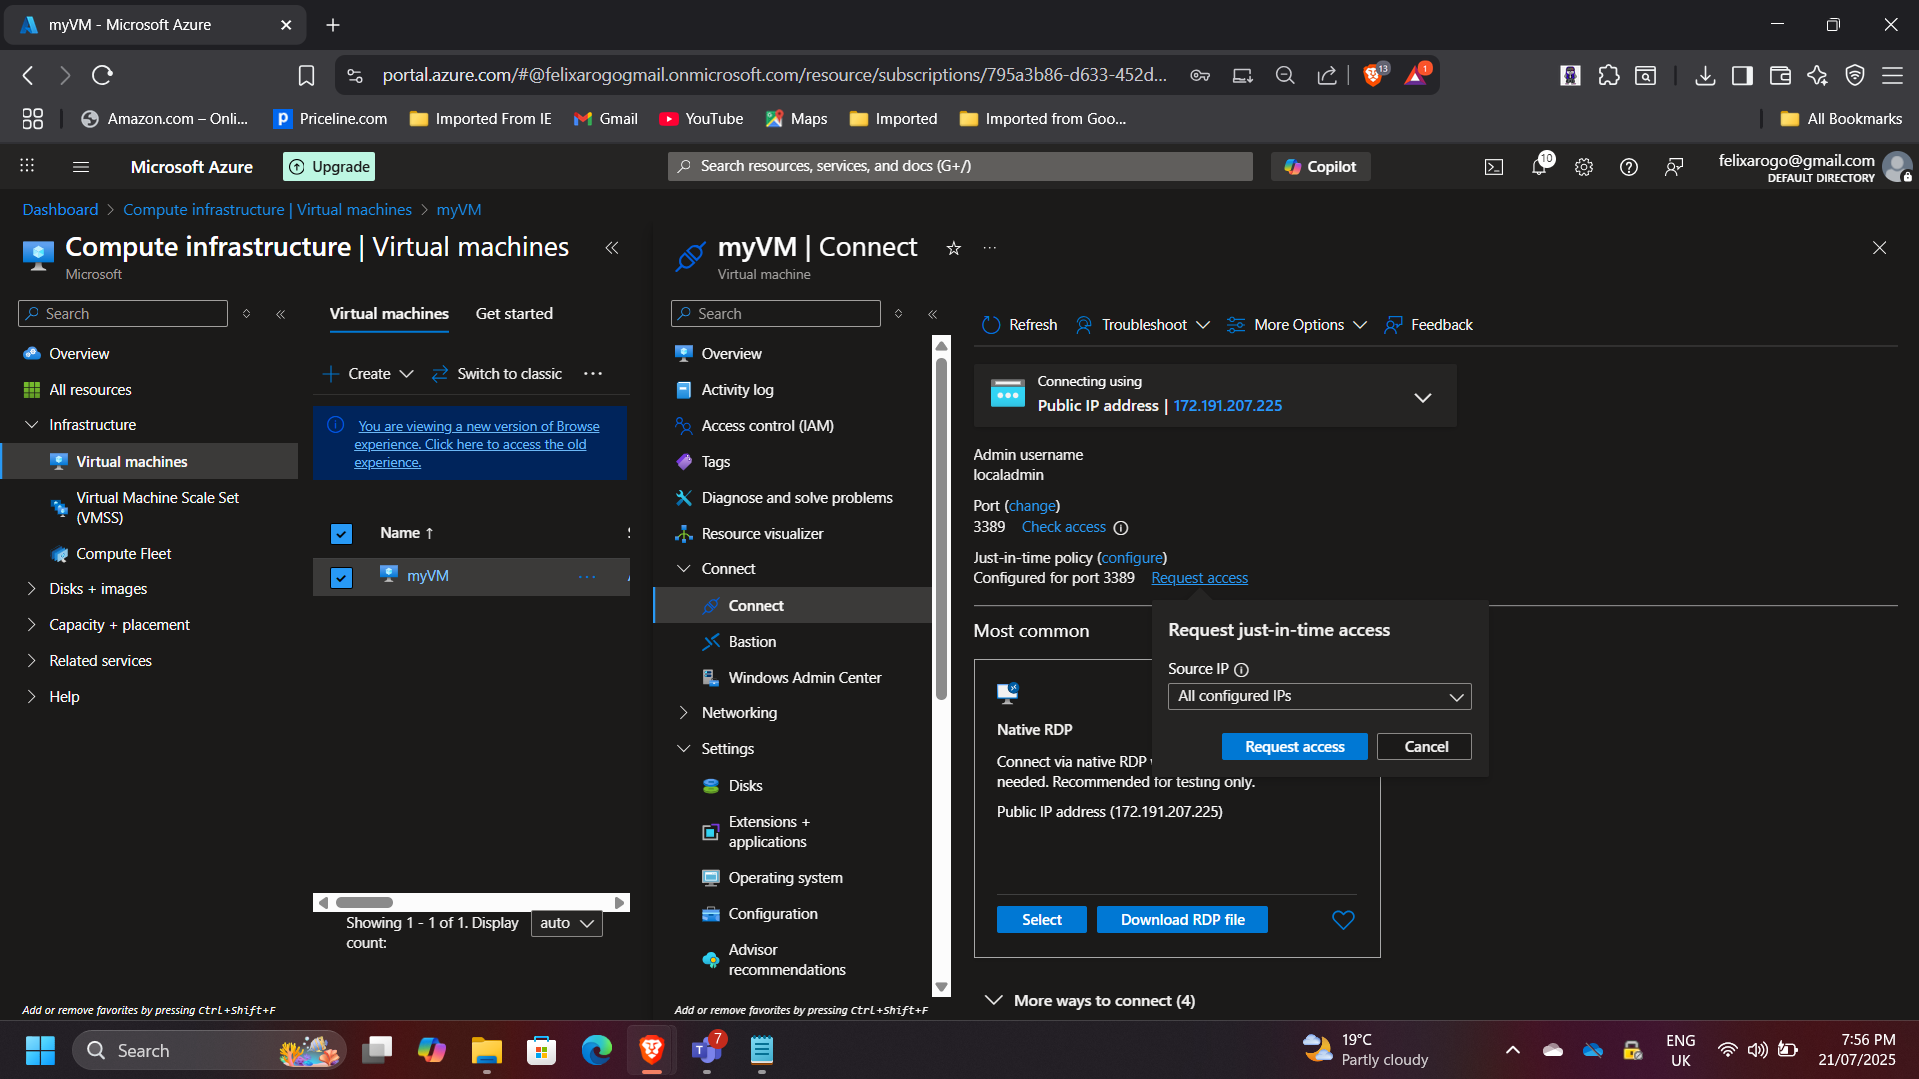 myVM - Microsoft Azure
portal.azure.com/#@felixarogogmail.onmicrosoft.com/resource/subscriptions/795a3b86-d633-452d...
13
1
Amazon.com – Onli...
Priceline.com
Imported From IE
Gmail
YouTube
Maps
Imported
Imported from Goo...
All Bookmarks
Microsoft Azure
Upgrade
Search resources, services, and docs (G+/)
Copilot
10
felixarogo@gmail.com
DEFAULT DIRECTORY
Dashboard > Compute infrastructure | Virtual machines > myVM
Compute infrastructure | Virtual machines
Microsoft
Search
Overview
All resources
Infrastructure
Virtual machines
Virtual Machine Scale Set
(VMSS)
Compute Fleet
Disks + images
Capacity + placement
Related services
Help
Add or remove favorites by pressing Ctrl+Shift+F
Virtual machines
Get started
Create
Switch to classic
You are viewing a new version of Browse
experience. Click here to access the old
experience.
Name ↑
myVM
Showing 1 - 1 of 1. Display
count:
auto
myVM | Connect
Virtual machine
Search
Overview
Activity log
Access control (IAM)
Tags
Diagnose and solve problems
Resource visualizer
Connect
Connect
Bastion
Windows Admin Center
Networking
Settings
Disks
Extensions +
applications
Operating system
Configuration
Advisor
recommendations
Add or remove favorites by pressing Ctrl+Shift+F
Refresh
Troubleshoot
More Options
Feedback
Connecting using
Public IP address | 172.191.207.225
Admin username
localadmin
Port (change)
3389 Check access
Just-in-time policy (configure)
Configured for port 3389 Request access
Most common
Request just-in-time access
Source IP
All configured IPs
Request access
Cancel
Native RDP
Connect via native RDP
needed. Recommended for testing only.
Public IP address (172.191.207.225)
Select
Download RDP file
More ways to connect (4)
Search
7
19°C
Partly cloudy
ENG
UK
7:56 PM
21/07/2025